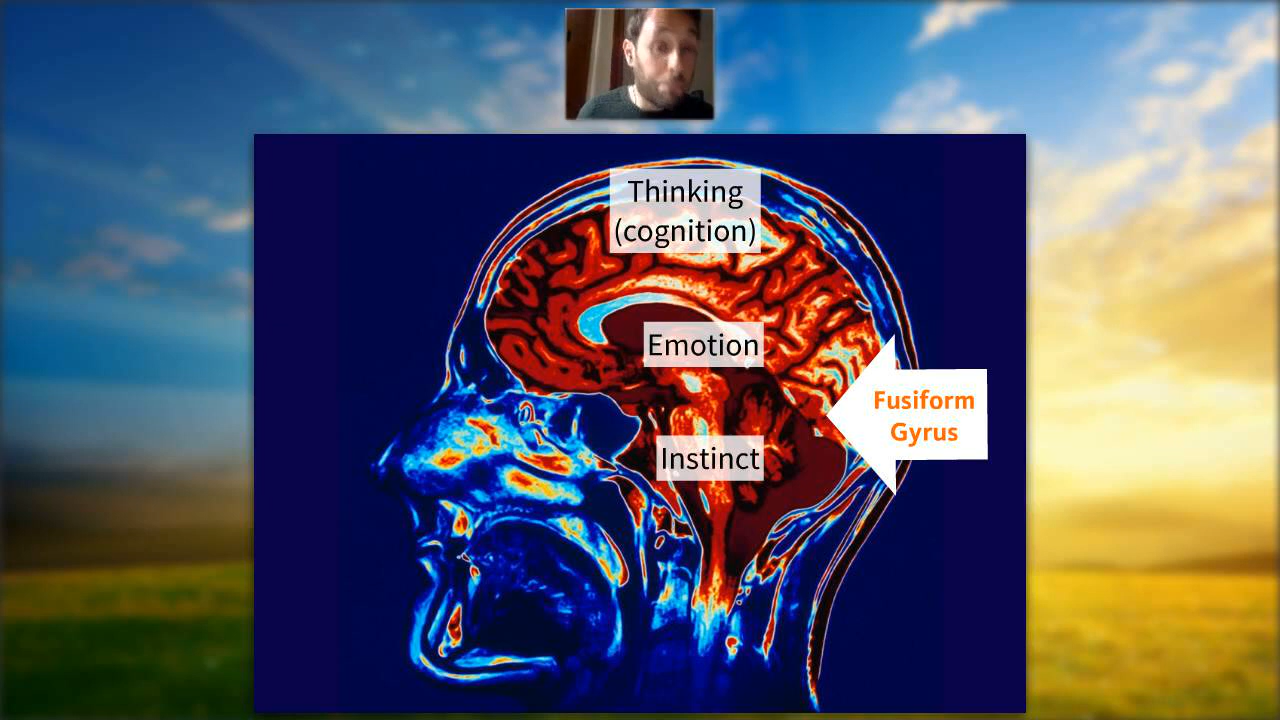 Thinking
(cognition)
Emotion
Fusiform
Gyrus
Instinct